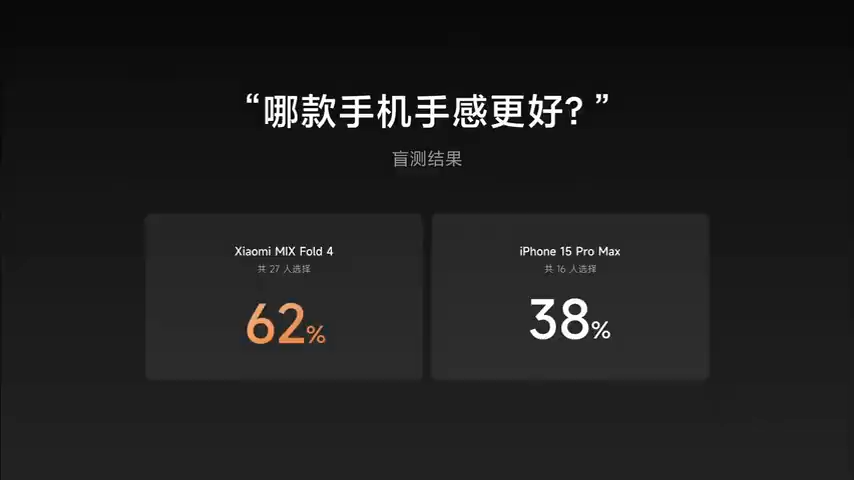 “哪款手机手感更好？”
盲测结果
Xiaomi MIX Fold 4
共 27 人选择
62%
iPhone 15 Pro Max
共 16 人选择
38%